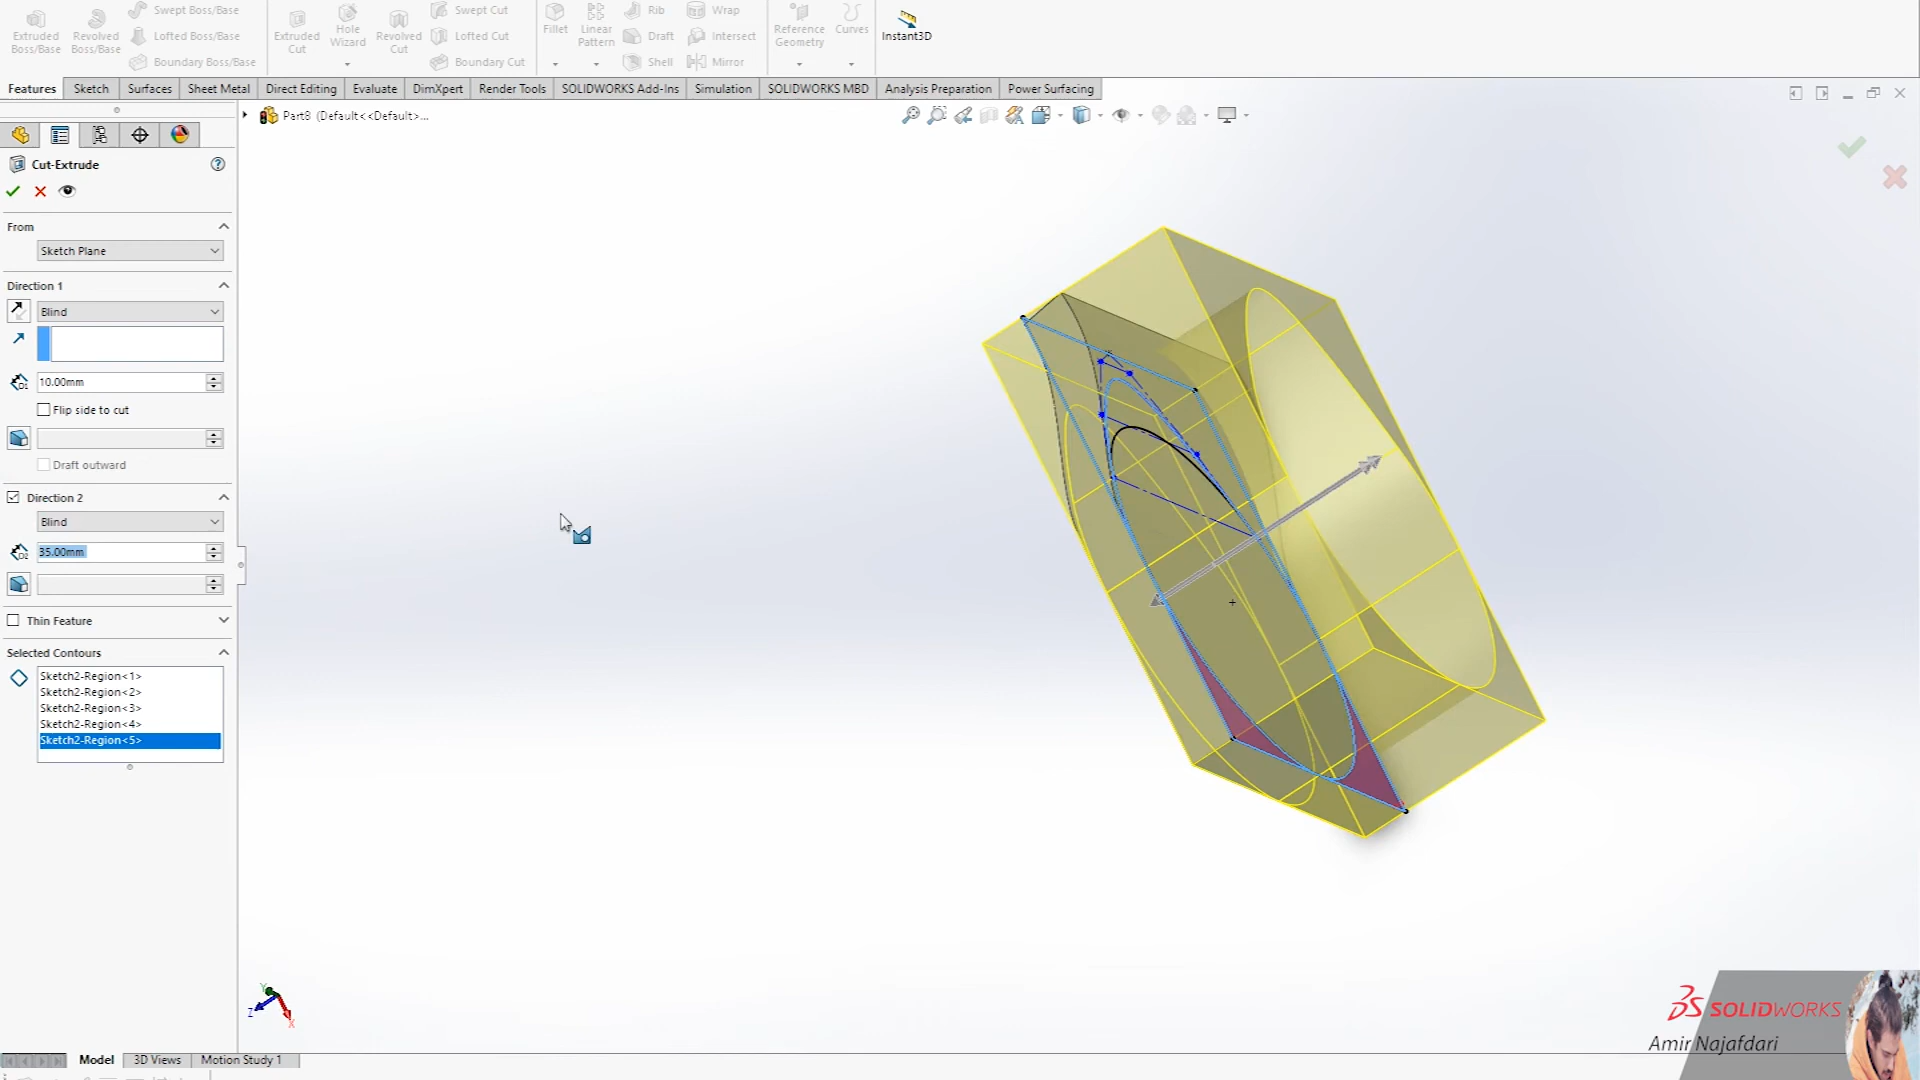 Extruded Boss/Base
Revolved Boss/Base
Swept Boss/Base
Lofted Boss/Base
Boundary Boss/Base
Extruded Cut
Hole Wizard
Revolved Cut
Swept Cut
Lofted Cut
Boundary Cut
Fillet
Linear Pattern
Rib
Draft
Shell
Wrap
Intersect
Mirror
Reference Geometry
Curves
Instant3D
Features Sketch Surfaces Sheet Metal Direct Editing Evaluate DimXpert Render Tools SOLIDWORKS Add-Ins Simulation SOLIDWORKS MBD Analysis Preparation Power Surfacing
Part8 (Default<<Default>...
Cut-Extrude
From
Sketch Plane
Direction 1
Blind
10.00mm
Flip side to cut
Draft outward
Direction 2
Blind
35.00mm
Thin Feature
Selected Contours
Sketch2-Region<1>
Sketch2-Region<2>
Sketch2-Region<3>
Sketch2-Region<4>
Sketch2-Region<5>
Y
Z
X
SOLIDWORKS
Amir Najafdari
Model 3D Views Motion Study 1